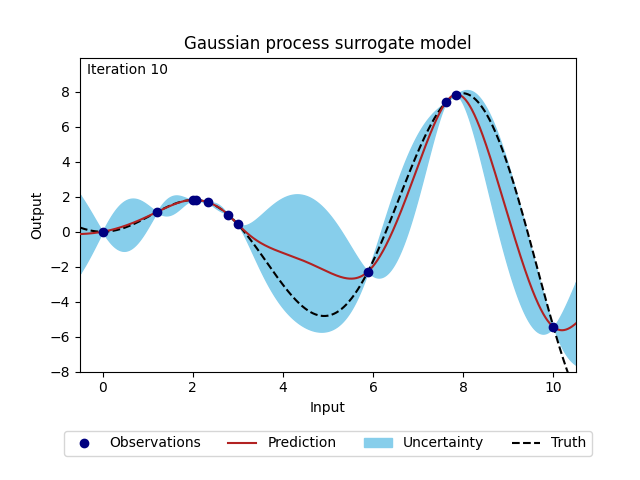 Gaussian process surrogate model
Iteration 10
8
6
4
2
0
−2
−4
−6
−8
Output
0 2 4 6 8 10
Input
Observations Prediction Uncertainty Truth